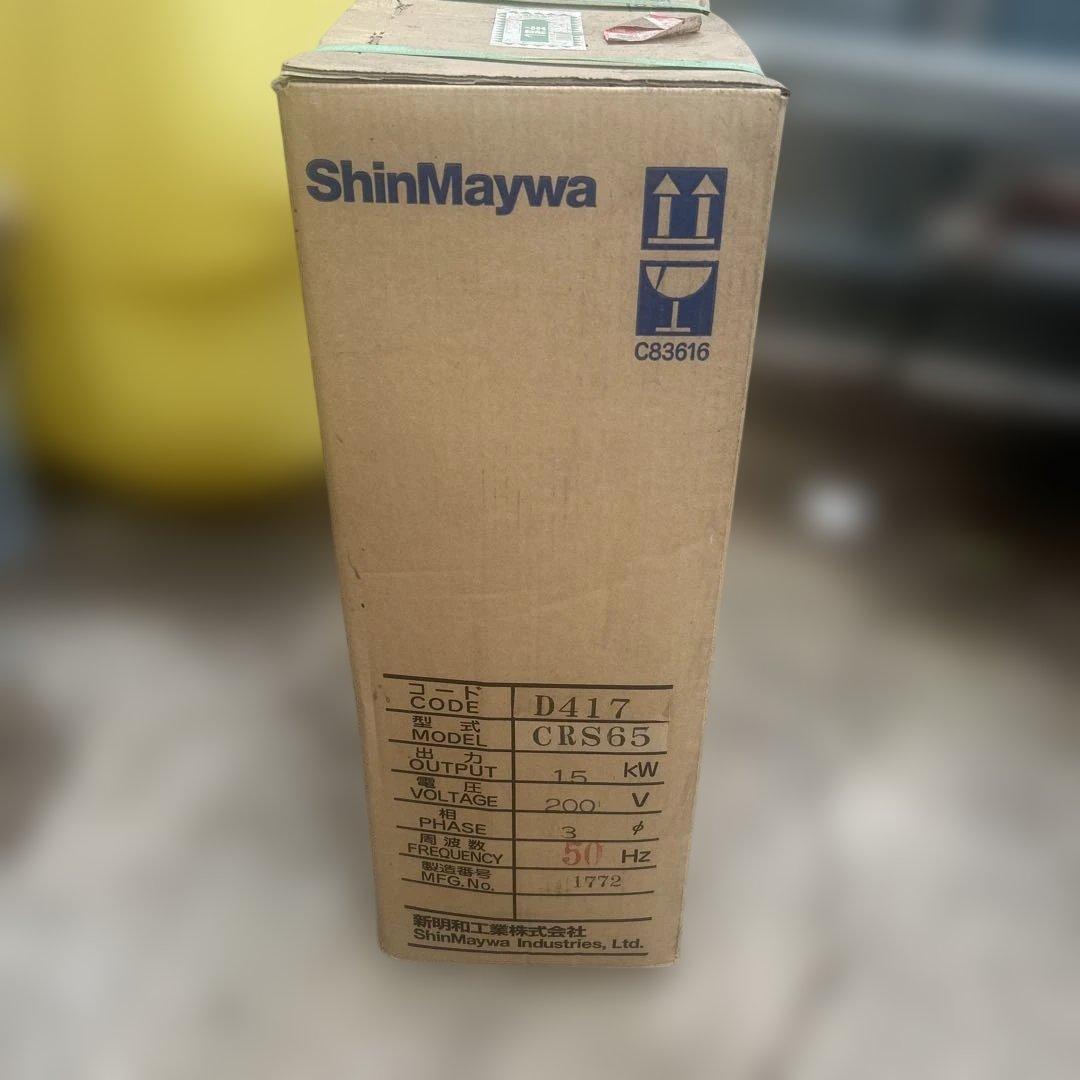 ShinMaywa
C83616
コード
CODE D417
型式
MODEL CRS65
出力
OUTPUT 1.5 kW
電圧
VOLTAGE 200 V
相
PHASE 3 φ
周波数
FREQUENCY 50 Hz
製造番号
MFG.No. 1772
新明和工業株式会社
ShinMaywa Industries, Ltd.